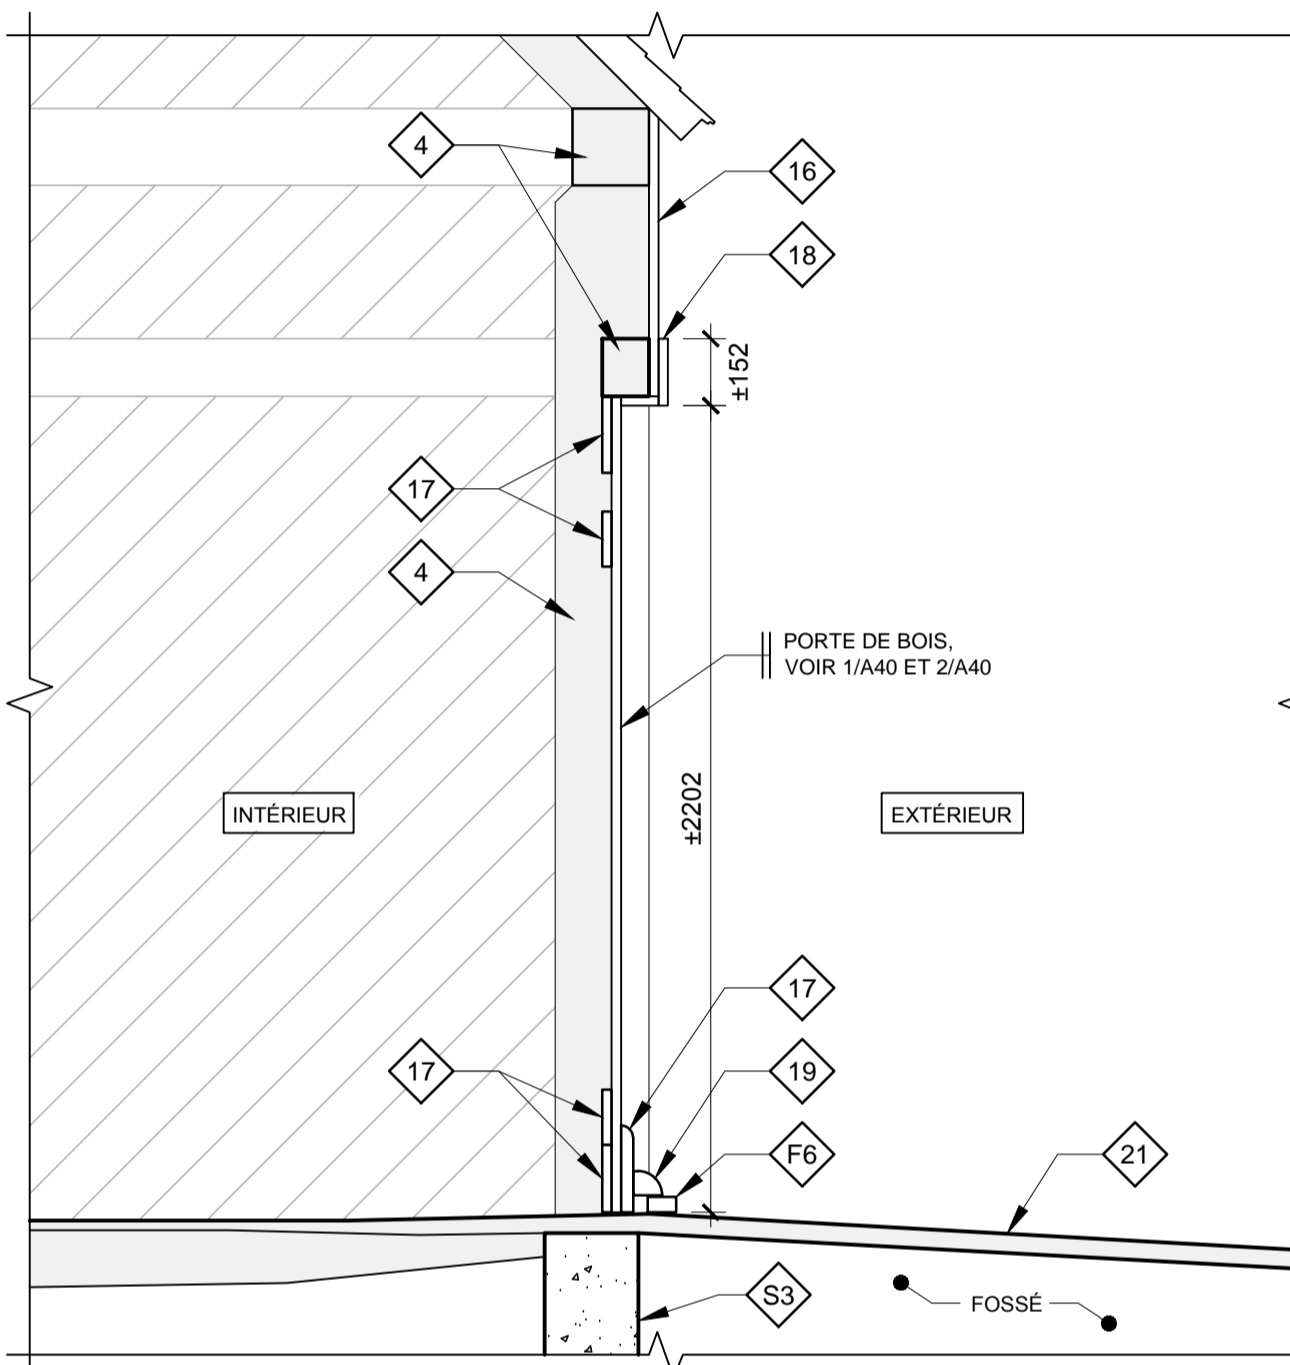 4
16
18
±152
17
4
PORTE DE BOIS,
VOIR 1/A40 ET 2/A40
±2202
INTÉRIEUR
EXTÉRIEUR
17
17
19
F6
21
S3
FOSSÉ